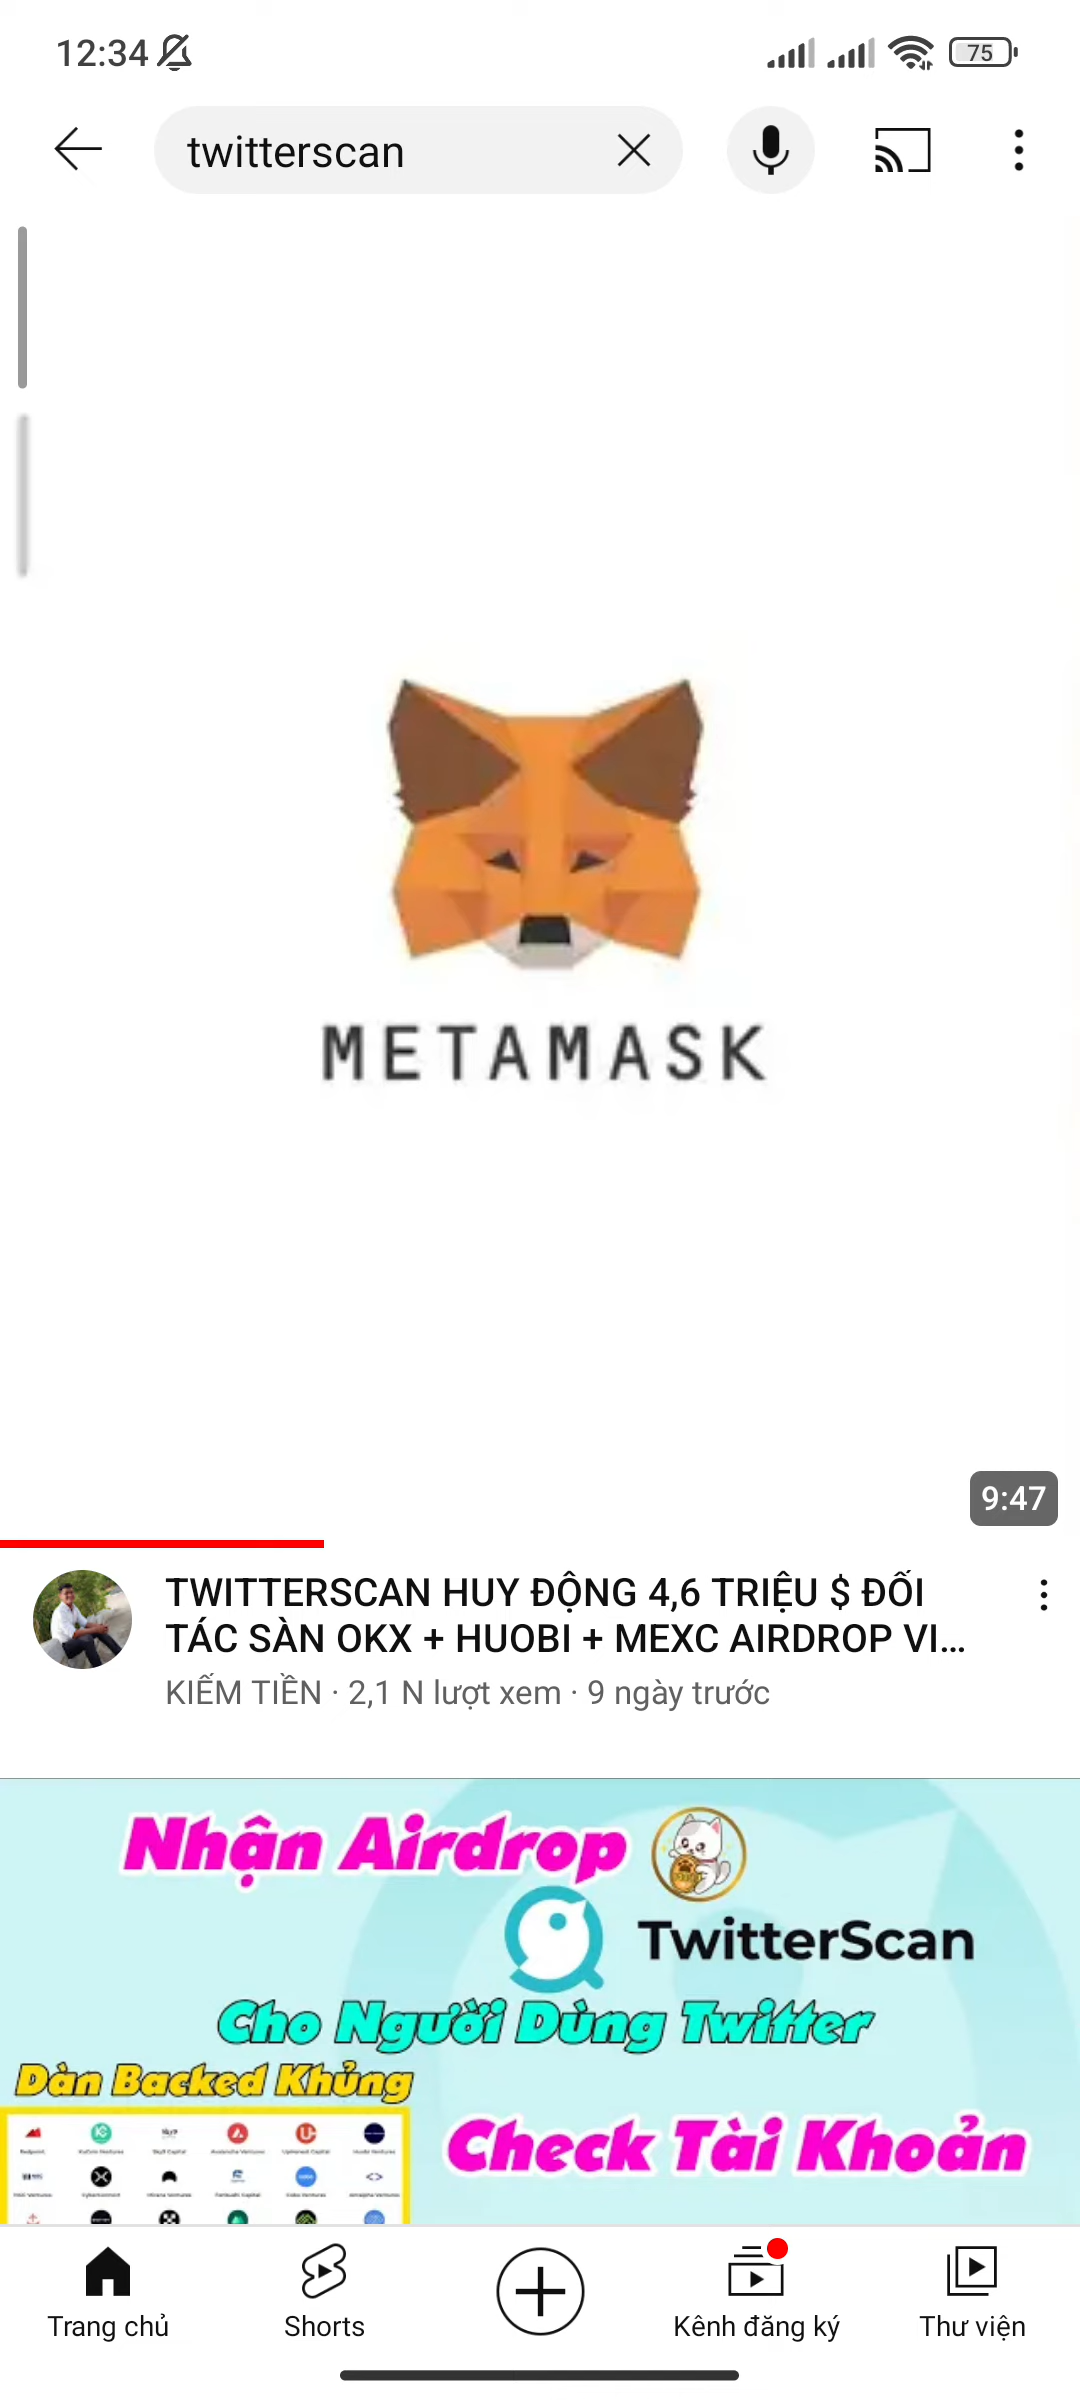 12:34
75
twitterscan
METAMASK
9:47
TWITTERSCAN HUY ĐỘNG 4,6 TRIỆU $ ĐỐI
TÁC SÀN OKX + HUOBI + MEXC AIRDROP VI...
KIẾM TIỀN · 2,1 N lượt xem · 9 ngày trước
Nhận Airdrop
TwitterScan
Cho Người Dùng Twitter
Dàn Backed Khủng
Check Tài Khoản
Trang chủ
Shorts
Kênh đăng ký
Thư viện